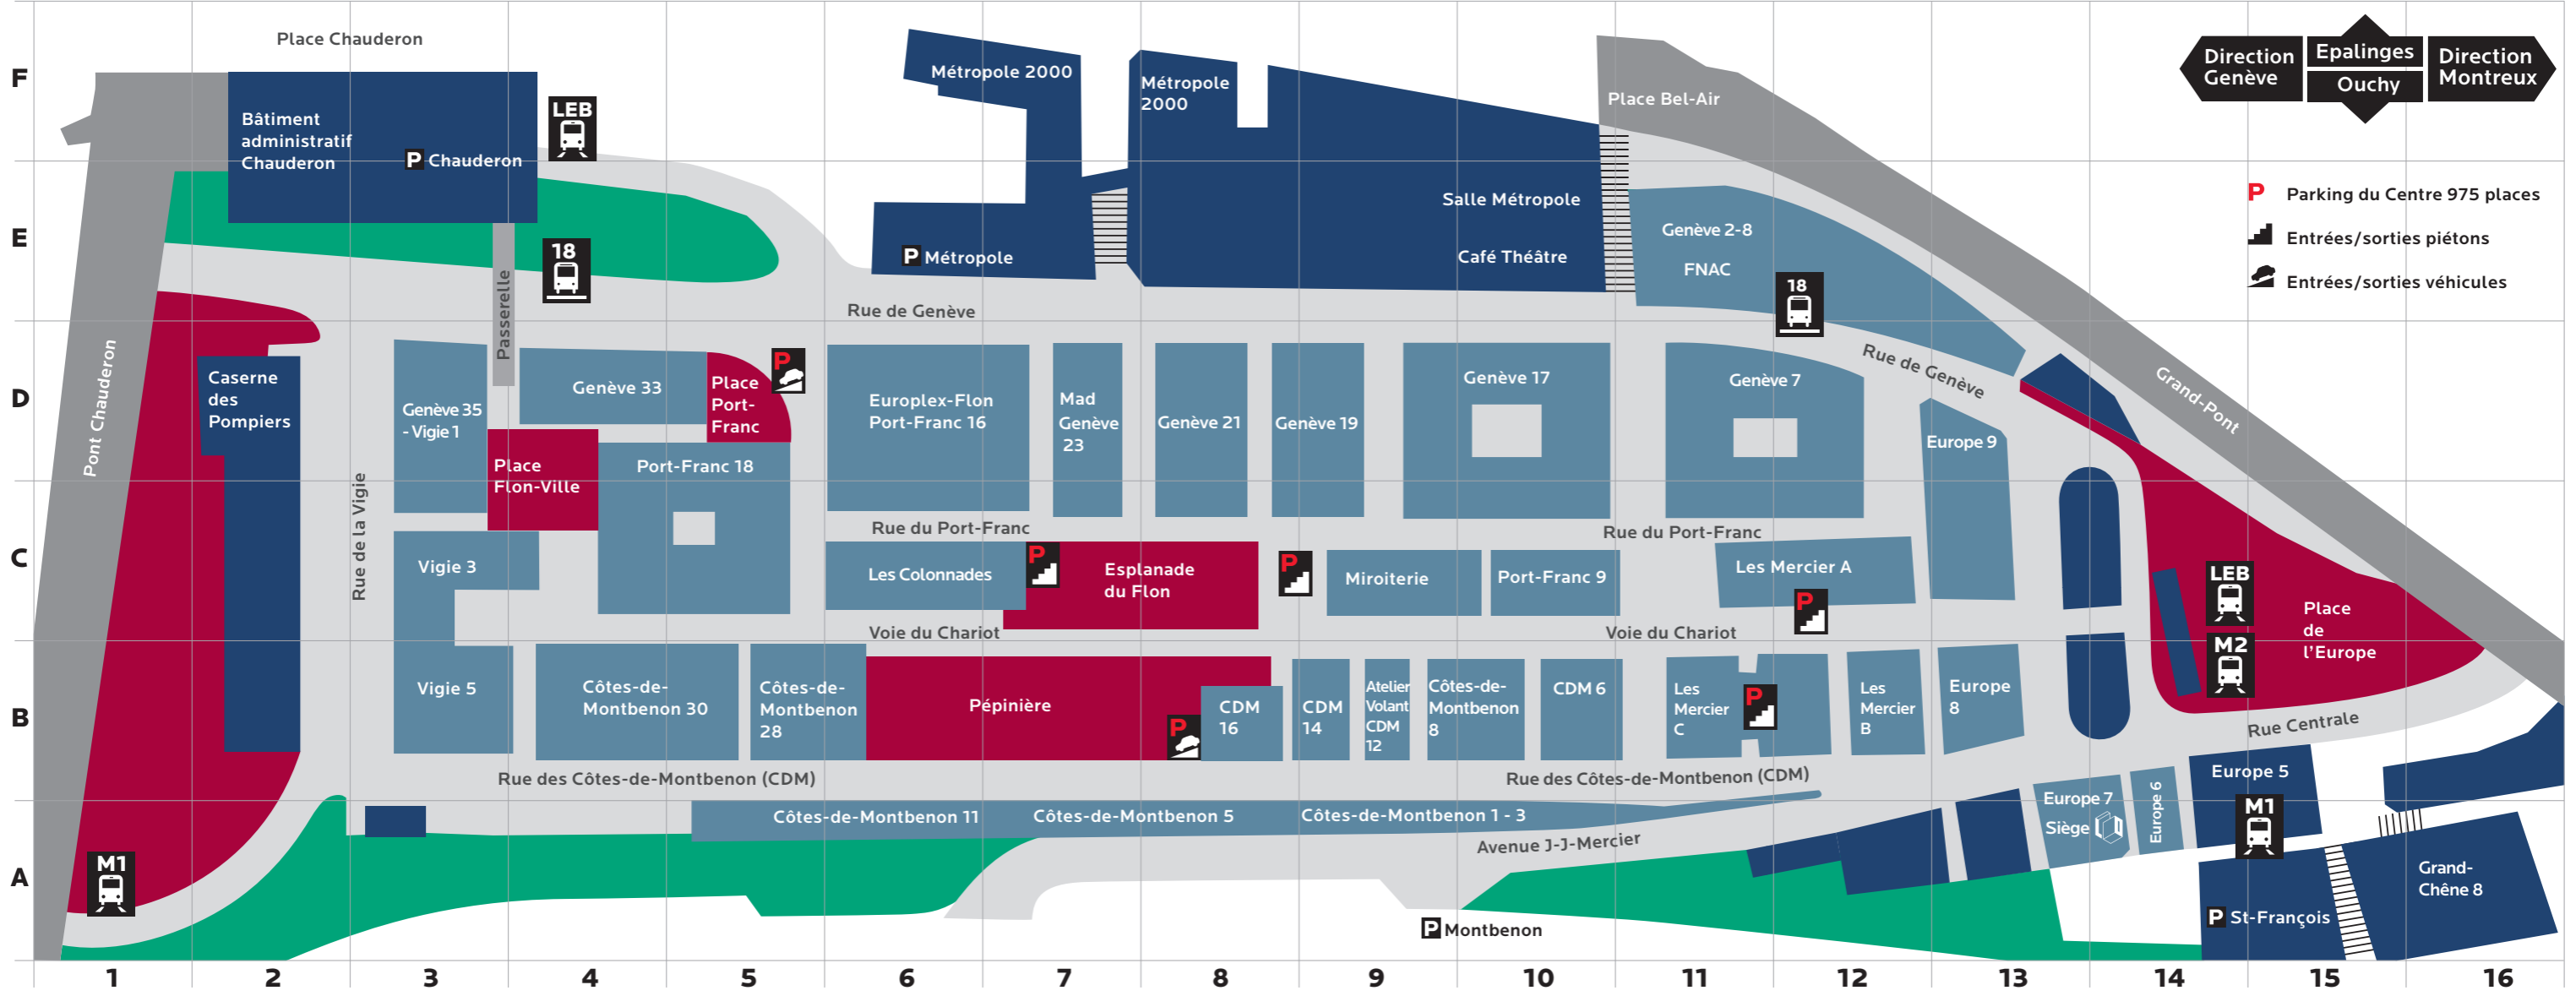 Place Chauderon
F
Bâtiment
administratif
Chauderon
P Chauderon
LEB
Métropole 2000
Métropole
2000
Place Bel-Air
Direction
Genève
Epalinges
Ouchy
Direction
Montreux
P Parking du Centre 975 places
Entrées/sorties piétons
Entrées/sorties véhicules
E
18
Passerelle
P Métropole
Salle Métropole
Café Théâtre
Genève 2-8
FNAC
18
Rue de Genève
Rue de Genève
Grand-Pont
Pont Chauderon
D
Caserne
des
Pompiers
Genève 35
- Vigie 1
Genève 33
Place
Port-
Franc
P
Europlex-Flon
Port-Franc 16
Mad
Genève
23
Genève 21
Genève 19
Genève 17
Genève 7
Europe 9
Place
Flon-Ville
Port-Franc 18
Rue de la Vigie
Rue du Port-Franc
Rue du Port-Franc
C
Vigie 3
Les Colonnades
P
Esplanade
du Flon
P
Miroiterie
Port-Franc 9
Les Mercier A
P
LEB
M2
Place
de
l'Europe
Voie du Chariot
Voie du Chariot
B
Vigie 5
Côtes-de-
Montbenon 30
Côtes-de-
Montbenon
28
Pépinière
P
CDM
16
CDM
14
Atelier
Volant
CDM
12
Côtes-de-
Montbenon
8
CDM 6
Les
Mercier
C
P
Les
Mercier
B
Europe
8
Rue Centrale
Rue des Côtes-de-Montbenon (CDM)
Rue des Côtes-de-Montbenon (CDM)
Europe 5
M1
Europe 7
Siège
Europe 6
Côtes-de-Montbenon 11
Côtes-de-Montbenon 5
Côtes-de-Montbenon 1 - 3
Avenue J-J-Mercier
A
M1
P Montbenon
P St-François
Grand-
Chêne 8
1 2 3 4 5 6 7 8 9 10 11 12 13 14 15 16